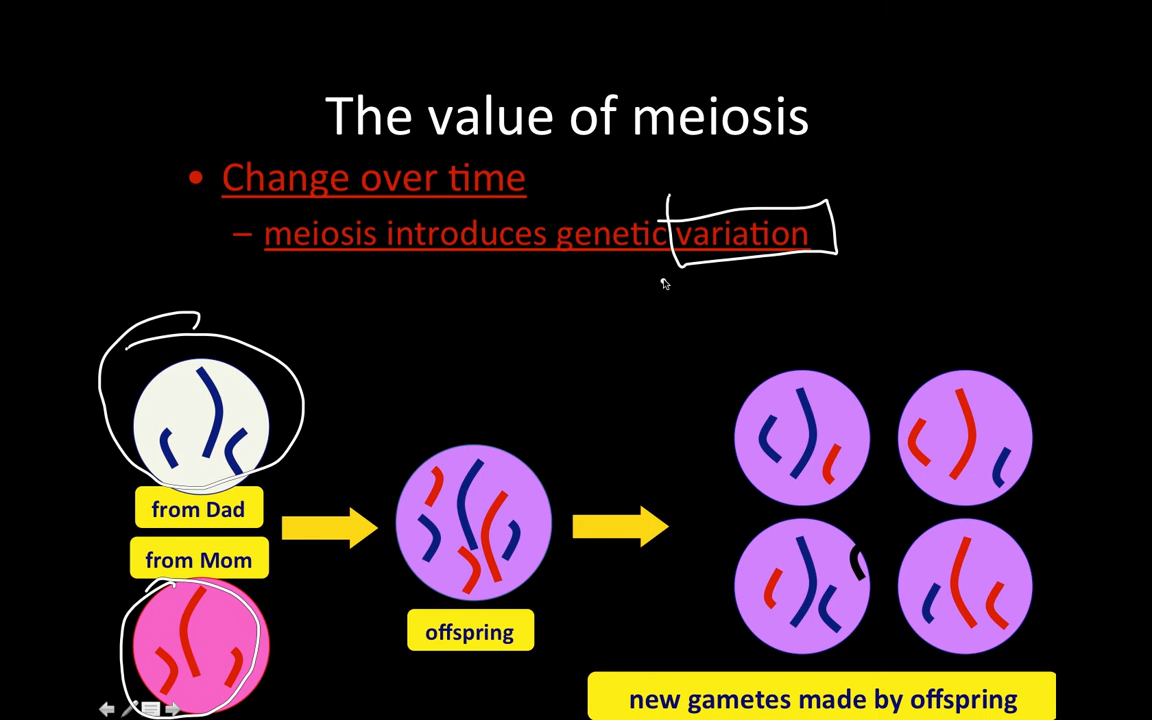 The value of meiosis
• Change over time
– meiosis introduces genetic variation
from Dad
from Mom
offspring
new gametes made by offspring